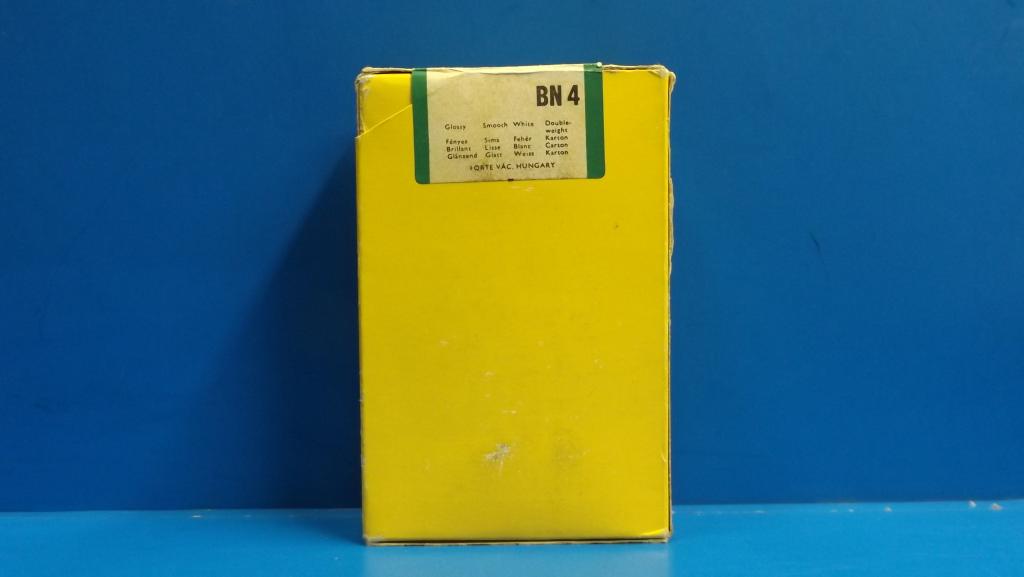 BN 4
Glossy Smooth White Double-
weight
Fényes Sima Fehér Karton
Brillant Lisse Blanc Carton
Glänzend Glatt Weiss Karton
FORTE VÁC. HUNGARY